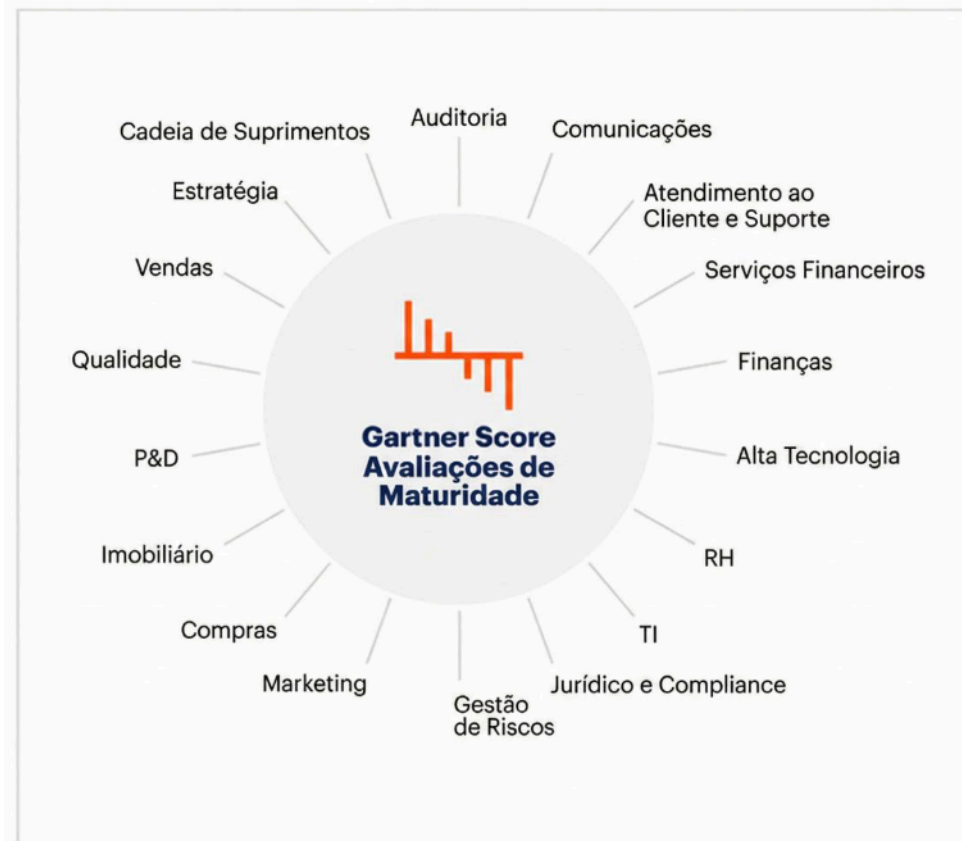 Auditoria
Comunicações
Atendimento ao
Cliente e Suporte
Serviços Financeiros
Finanças
Alta Tecnologia
RH
TI
Jurídico e Compliance
Gestão
de Riscos
Marketing
Compras
Imobiliário
P&D
Qualidade
Vendas
Estratégia
Cadeia de Suprimentos
Gartner Score
Avaliações de
Maturidade